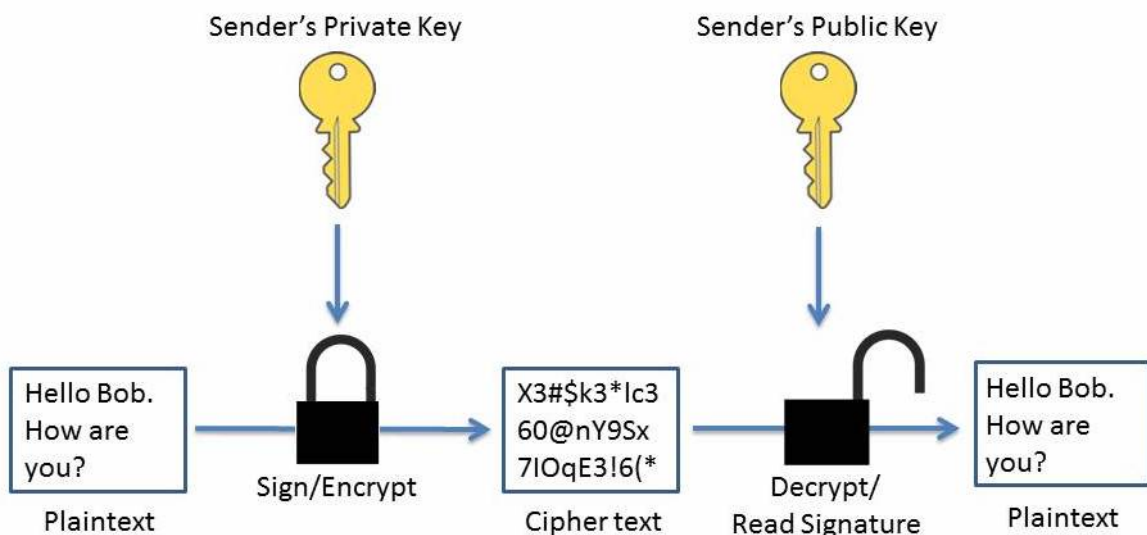 Sender’s Private Key
Sender’s Public Key
Hello Bob.
How are
you?
Plaintext
Sign/Encrypt
X3#$k3*Ic3
60@nY9Sx
7IOqE3!6(*
Cipher text
Decrypt/
Read Signature
Hello Bob.
How are
you?
Plaintext